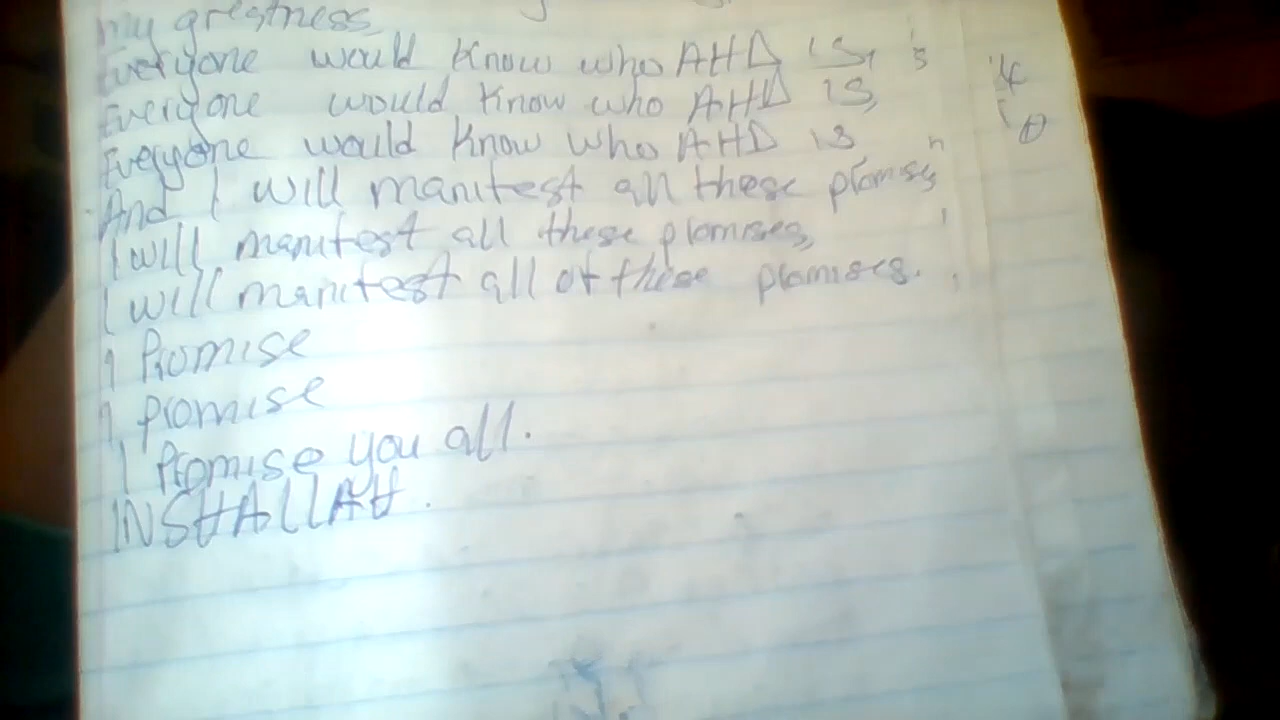 my greatness
Everyone would know who AHD is,
Everyone would know who AHD is,
Everyone would know who AHD is
And I will manifest all these promises,
I will manifest all these promises,
I will manifest all of these promises.
I Promise
I promise
I Promise you all.
INSHALLAH.